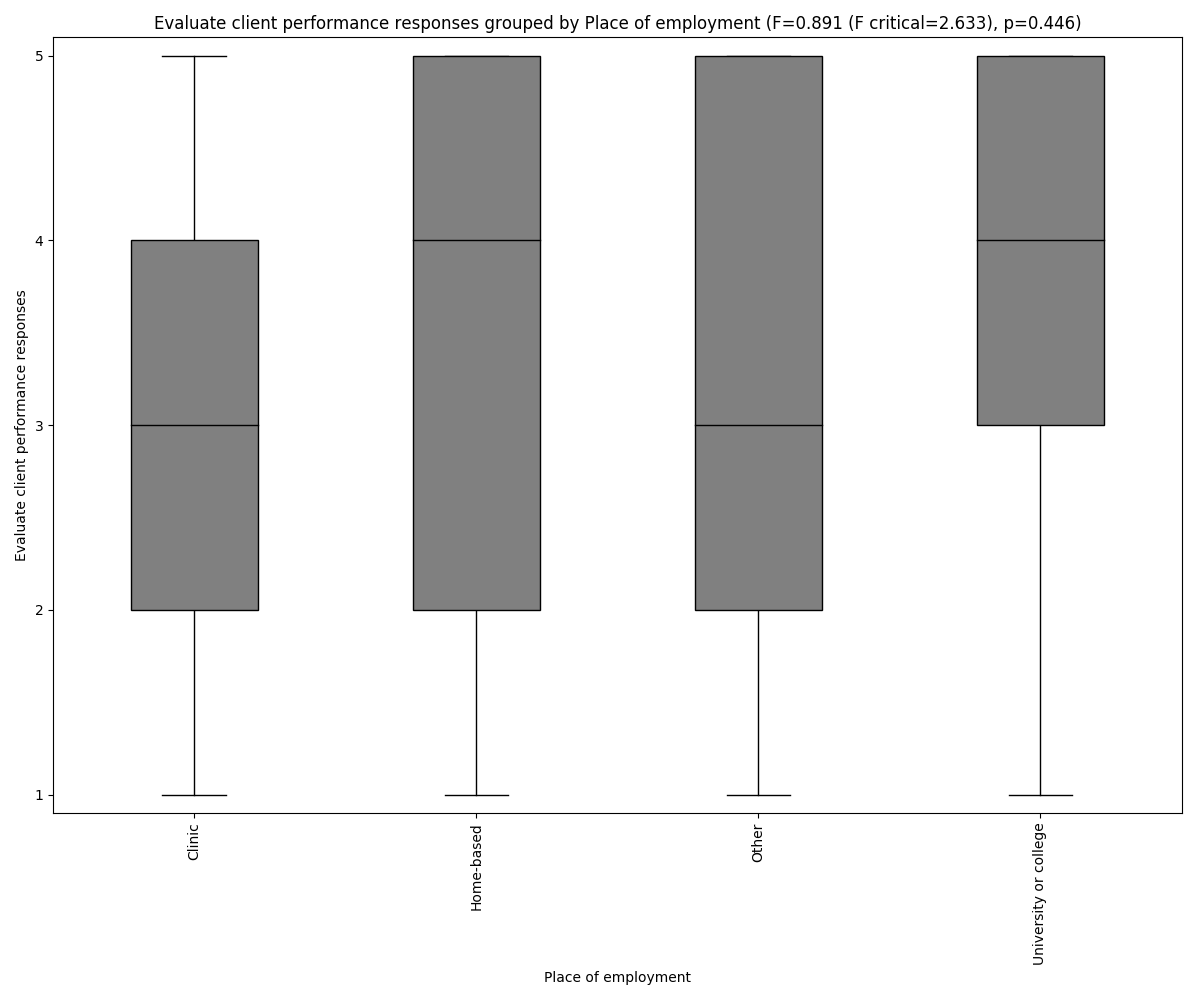 Evaluate client performance responses grouped by Place of employment (F=0.891 (F critical=2.633), p=0.446)
Evaluate client performance responses
5
4
3
2
1
Clinic
Home-based
Other
University or college
Place of employment